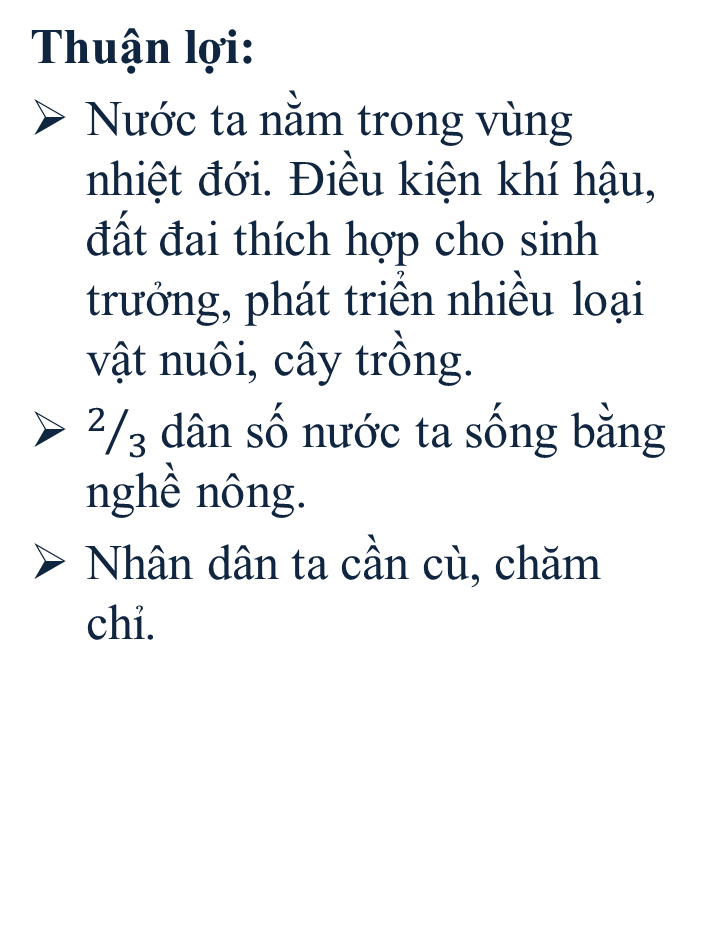 Thuận lợi:
➢ Nước ta nằm trong vùng
nhiệt đới. Điều kiện khí hậu,
đất đai thích hợp cho sinh
trưởng, phát triển nhiều loại
vật nuôi, cây trồng.
➢ 2/3 dân số nước ta sống bằng
nghề nông.
➢ Nhân dân ta cần cù, chăm
chỉ.